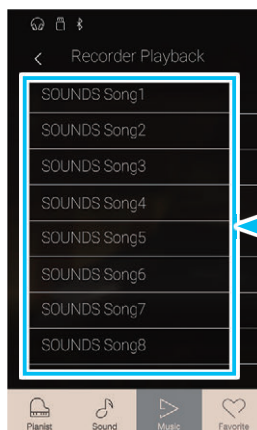 Recorder Playback
SOUNDS Song1
SOUNDS Song2
SOUNDS Song3
SOUNDS Song4
SOUNDS Song5
SOUNDS Song6
SOUNDS Song7
SOUNDS Song8
Pianist Sound Music Favorite